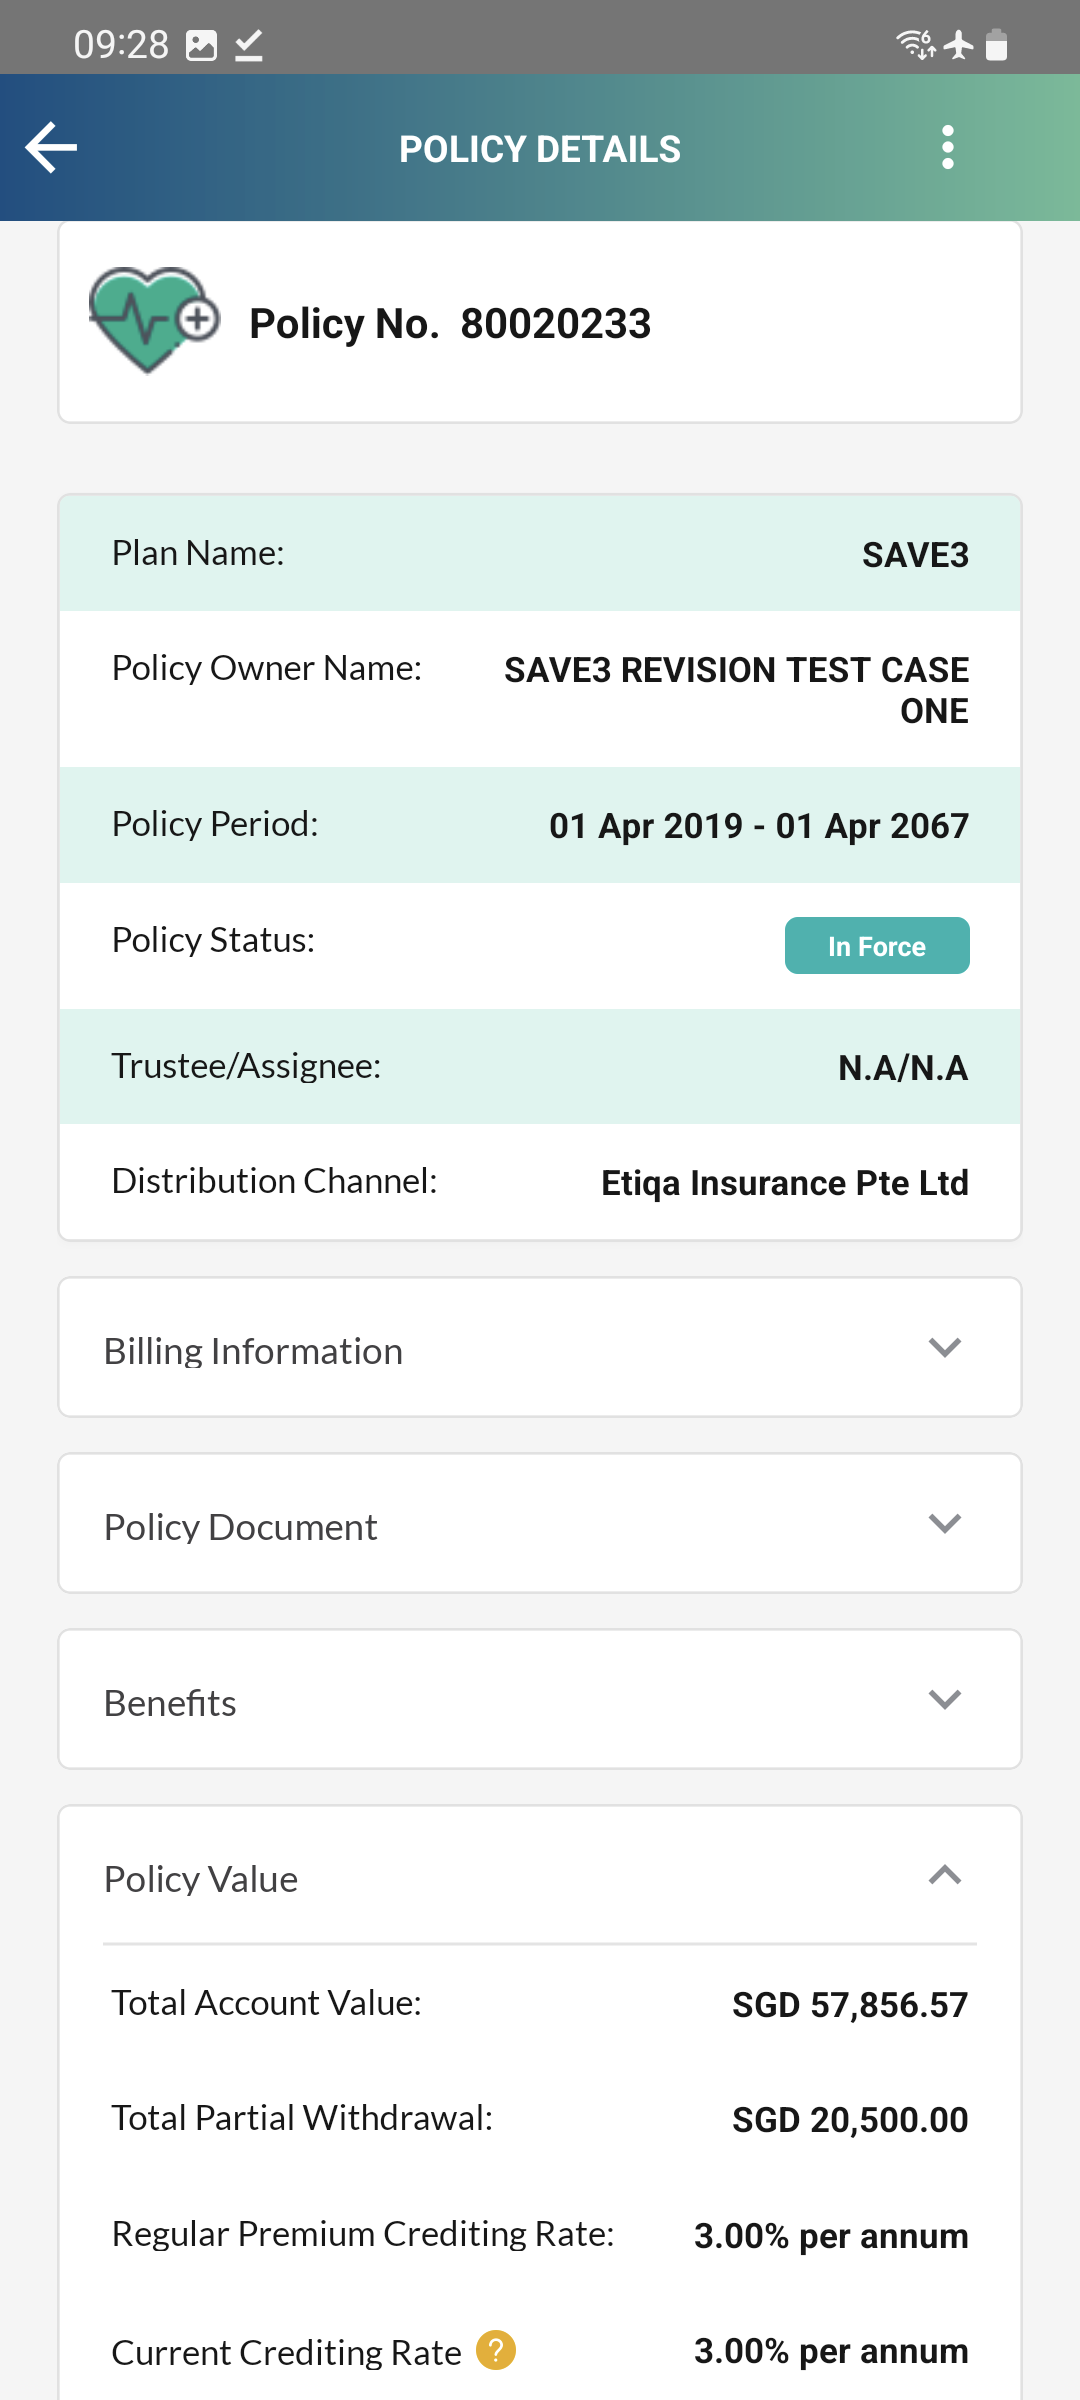 09:28
POLICY DETAILS
Policy No. 80020233
Plan Name: SAVE3
Policy Owner Name: SAVE3 REVISION TEST CASE
ONE
Policy Period: 01 Apr 2019 - 01 Apr 2067
Policy Status: In Force
Trustee/Assignee: N.A/N.A
Distribution Channel: Etiqa Insurance Pte Ltd
Billing Information
Policy Document
Benefits
Policy Value
Total Account Value: SGD 57,856.57
Total Partial Withdrawal: SGD 20,500.00
Regular Premium Crediting Rate: 3.00% per annum
Current Crediting Rate ? 3.00% per annum